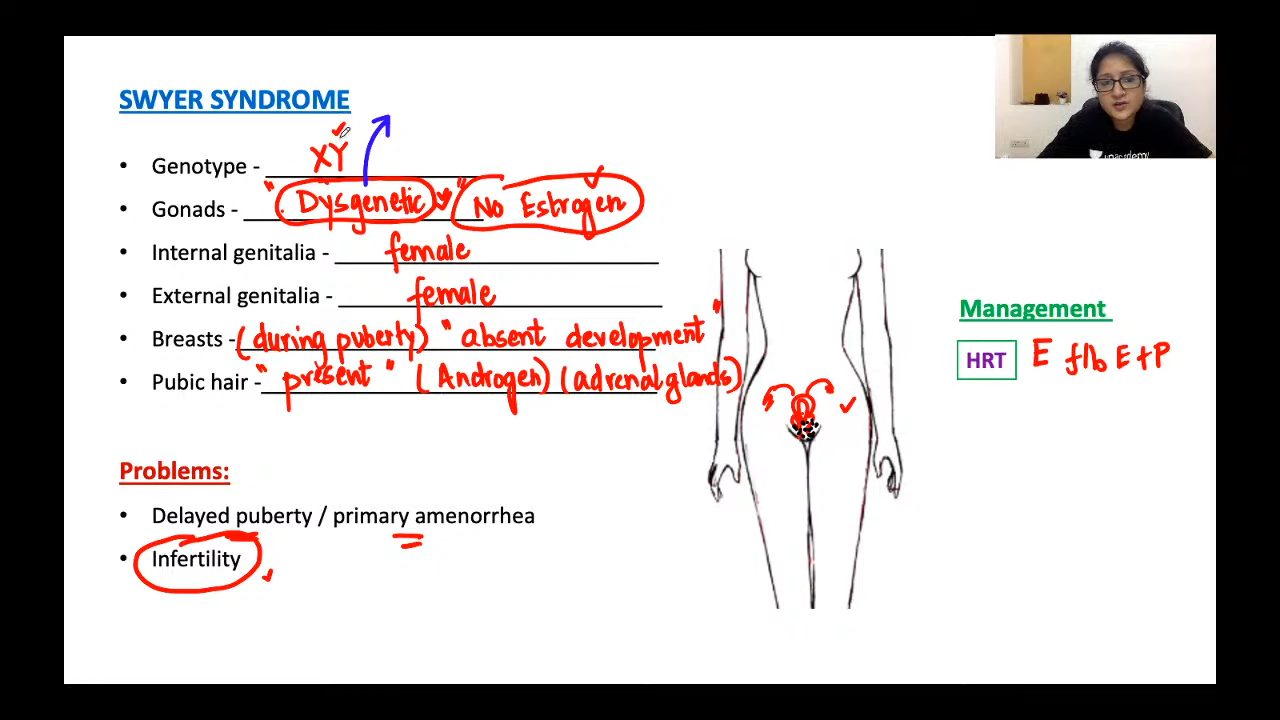 SWYER SYNDROME
• Genotype - XY
• Gonads - "Dysgenetic" No Estrogen
• Internal genitalia - female
• External genitalia - female
• Breasts - (during puberty) "absent development"
• Pubic hair - "present" (Androgen) (adrenal glands)
Problems:
• Delayed puberty / primary amenorrhea
• Infertility
Management
HRT E f/b E + P